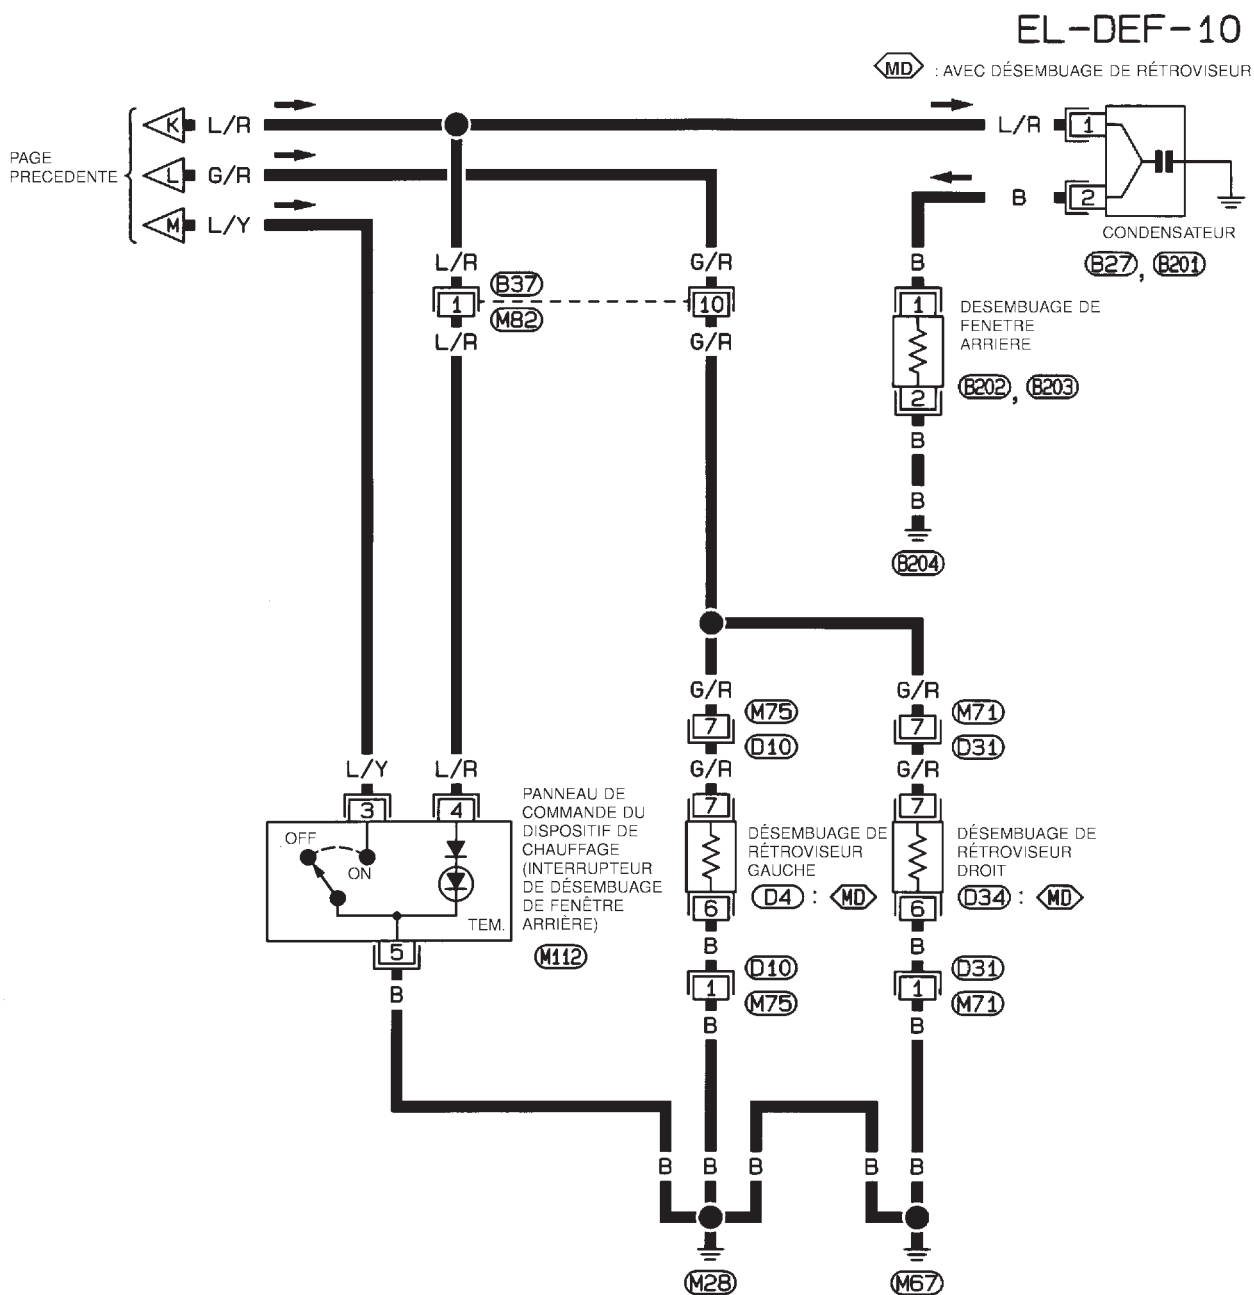 EL-DEF-10
MD : AVEC DÉSEMBUAGE DE RÉTROVISEUR
PAGE
PRECEDENTE
K L/R
L/R 1
L G/R
M L/Y
B 2
CONDENSATEUR
B27, B201
L/R
G/R
B
1
B37
M82
10
1
DESEMBUAGE DE
FENETRE
ARRIERE
L/R
G/R
B202, B203
2
B
B
B204
G/R
G/R
7
M75
D10
7
M71
D31
L/Y
L/R
G/R
G/R
3
4
7
7
PANNEAU DE
COMMANDE DU
DISPOSITIF DE
CHAUFFAGE
(INTERRUPTEUR
DE DÉSEMBUAGE
DE FENÊTRE
ARRIÈRE)
M112
OFF
ON
TEM.
5
DÉSEMBUAGE DE
RÉTROVISEUR
GAUCHE
D4 : MD
DÉSEMBUAGE DE
RÉTROVISEUR
DROIT
D34 : MD
6
6
B
B
B
1
D10
M75
1
D31
M71
B
B
B
B
B
B
B
M28
M67